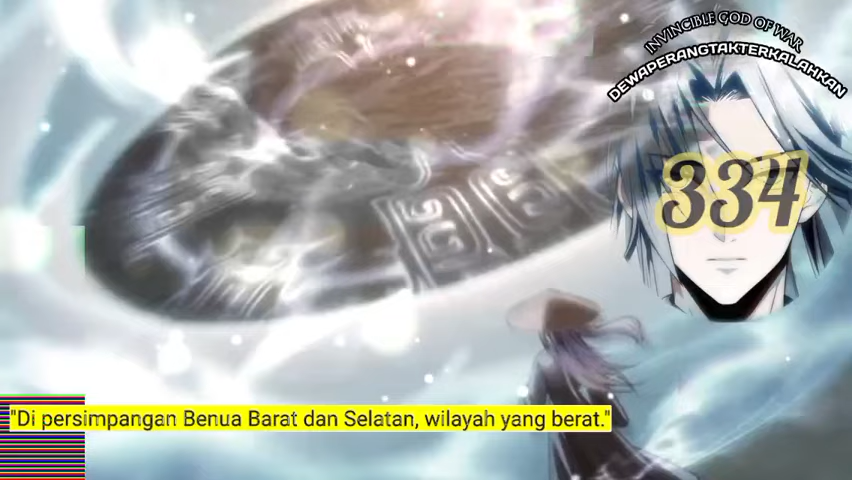 INVINCIBLE GOD OF WAR
DEWAPERANGTAKTERKALAHKAN
334
"Di persimpangan Benua Barat dan Selatan, wilayah yang berat."